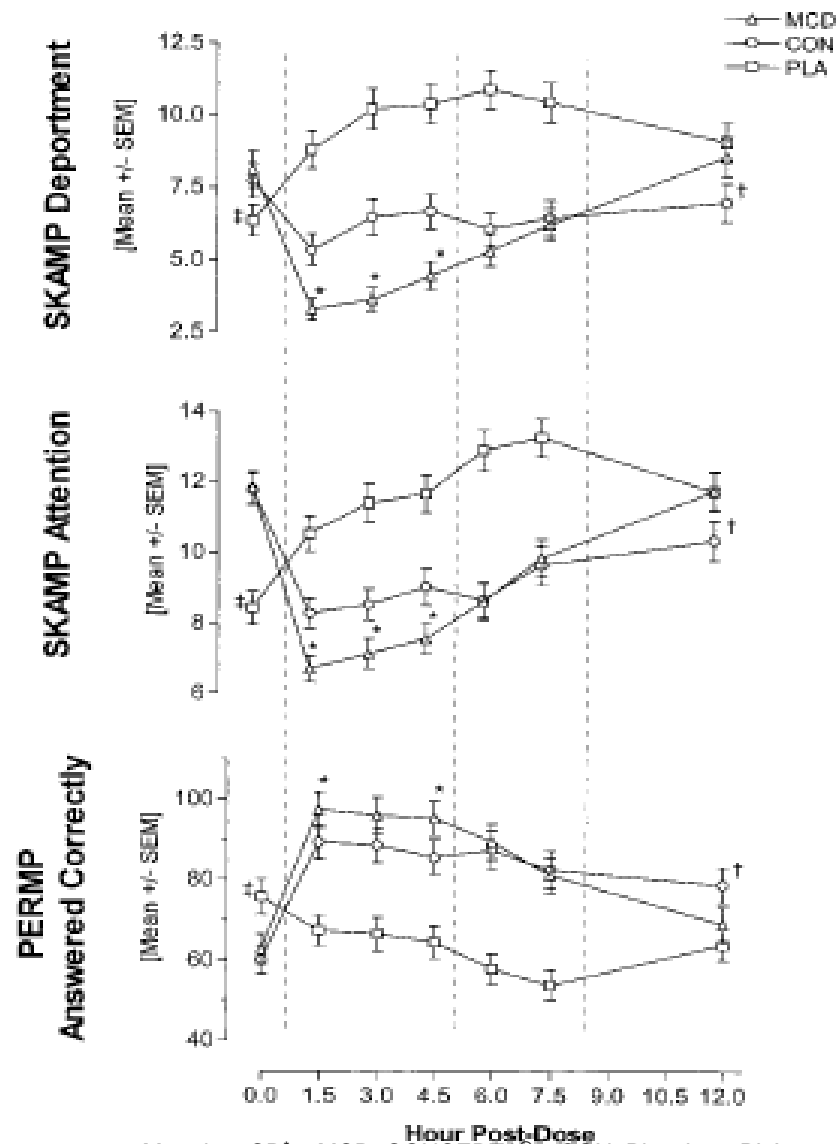 MCD
CON
PLA
SKAMP Deportment
[Mean +/- SEM]
12.5
10.0
7.5
5.0
2.5
‡
*
*
*
†
SKAMP Attention
[Mean +/- SEM]
14
12
10
8
6
‡
*
*
*
†
PERMP
Answered Correctly
[Mean +/- SEM]
100
80
60
40
‡
*
*
†
0.0 1.5 3.0 4.5 6.0 7.5 9.0 10.5 12.0
Hour Post-Dose